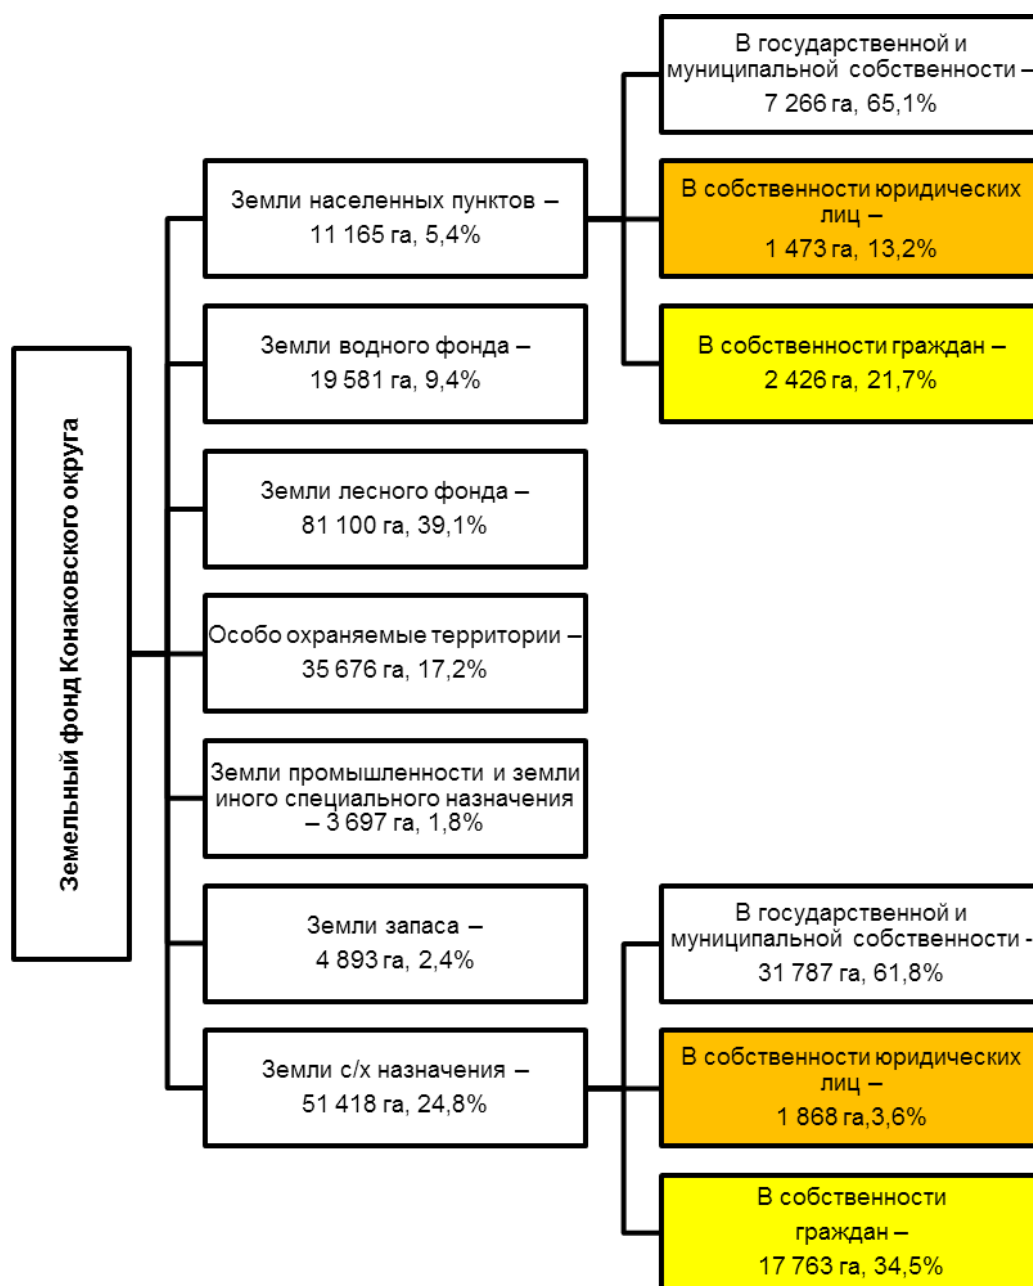 Земельный фонд Конаковского округа
Земли населенных пунктов –
11 165 га, 5,4%
В государственной и
муниципальной собственности –
7 266 га, 65,1%
В собственности юридических
лиц –
1 473 га, 13,2%
В собственности граждан –
2 426 га, 21,7%
Земли водного фонда –
19 581 га, 9,4%
Земли лесного фонда –
81 100 га, 39,1%
Особо охраняемые территории –
35 676 га, 17,2%
Земли промышленности и земли
иного специального назначения
– 3 697 га, 1,8%
Земли запаса –
4 893 га, 2,4%
Земли с/х назначения –
51 418 га, 24,8%
В государственной и
муниципальной собственности -
31 787 га, 61,8%
В собственности юридических
лиц –
1 868 га,3,6%
В собственности
граждан –
17 763 га, 34,5%